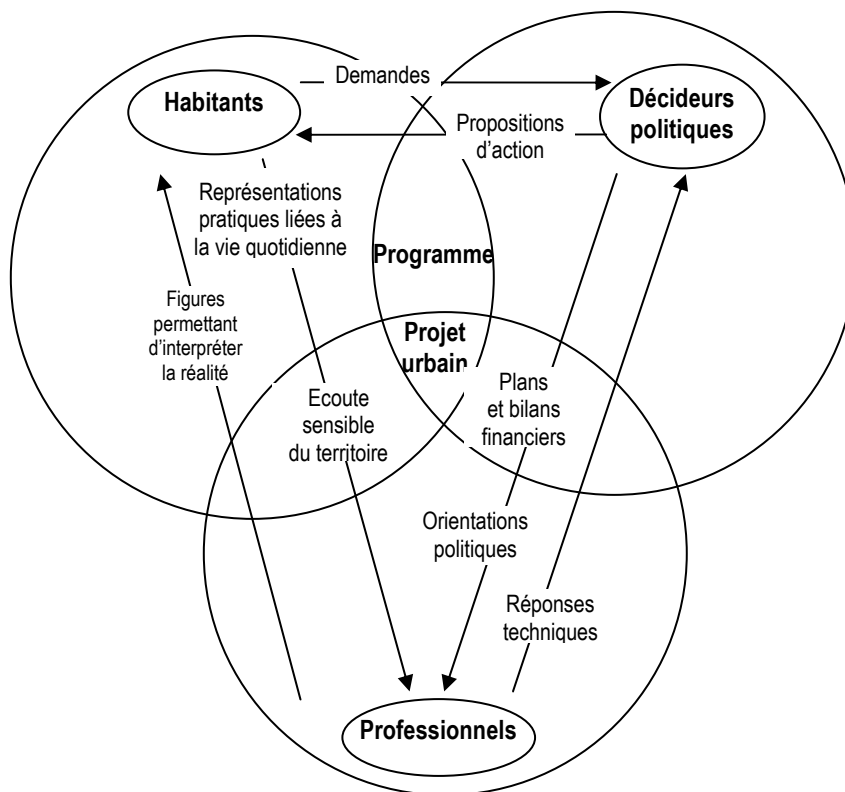 Demandes
Habitants
Décideurs
politiques
Propositions
d'action
Représentations
pratiques liées à
la vie quotidienne
Programme
Figures
permettant
d'interpréter
la réalité
Projet
urbain
Plans
et bilans
financiers
Ecoute
sensible
du territoire
Orientations
politiques
Réponses
techniques
Professionnels